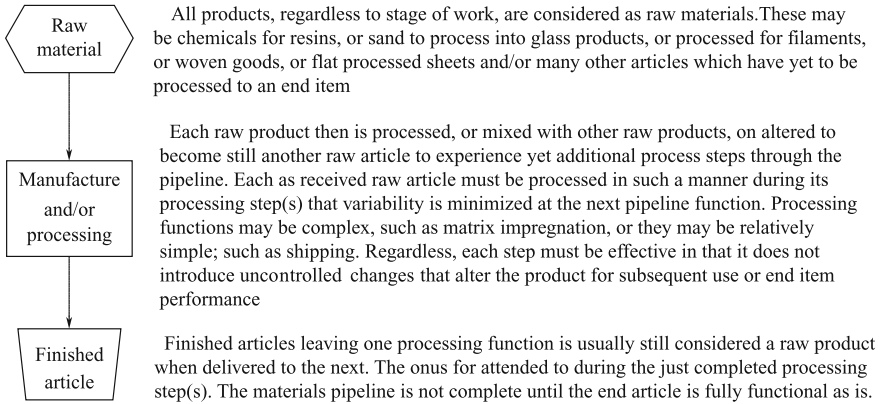 Raw
material
All products, regardless to stage of work, are considered as raw materials.These may
be chemicals for resins, or sand to process into glass products, or processed for filaments,
or woven goods, or flat processed sheets and/or many other articles which have yet to be
processed to an end item
Manufacture
and/or
processing
Each raw product then is processed, or mixed with other raw products, on altered to
become still another raw article to experience yet additional process steps through the
pipeline. Each as received raw article must be processed in such a manner during its
processing step(s) that variability is minimized at the next pipeline function. Processing
functions may be complex, such as matrix impregnation, or they may be relatively
simple; such as shipping. Regardless, each step must be effective in that it does not
introduce uncontrolled changes that alter the product for subsequent use or end item
performance
Finished
article
Finished articles leaving one processing function is usually still considered a raw product
when delivered to the next. The onus for attended to during the just completed processing
step(s). The materials pipeline is not complete until the end article is fully functional as is.